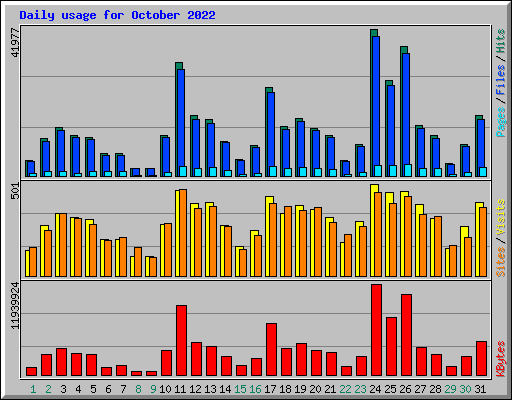 Daily usage for October 2022
41977
Pages / Files / Hits
501
Sites / Visits
11939924
KBytes
1 2 3 4 5 6 7 8 9 10 11 12 13 14 15 16 17 18 19 20 21 22 23 24 25 26 27 28 29 30 31